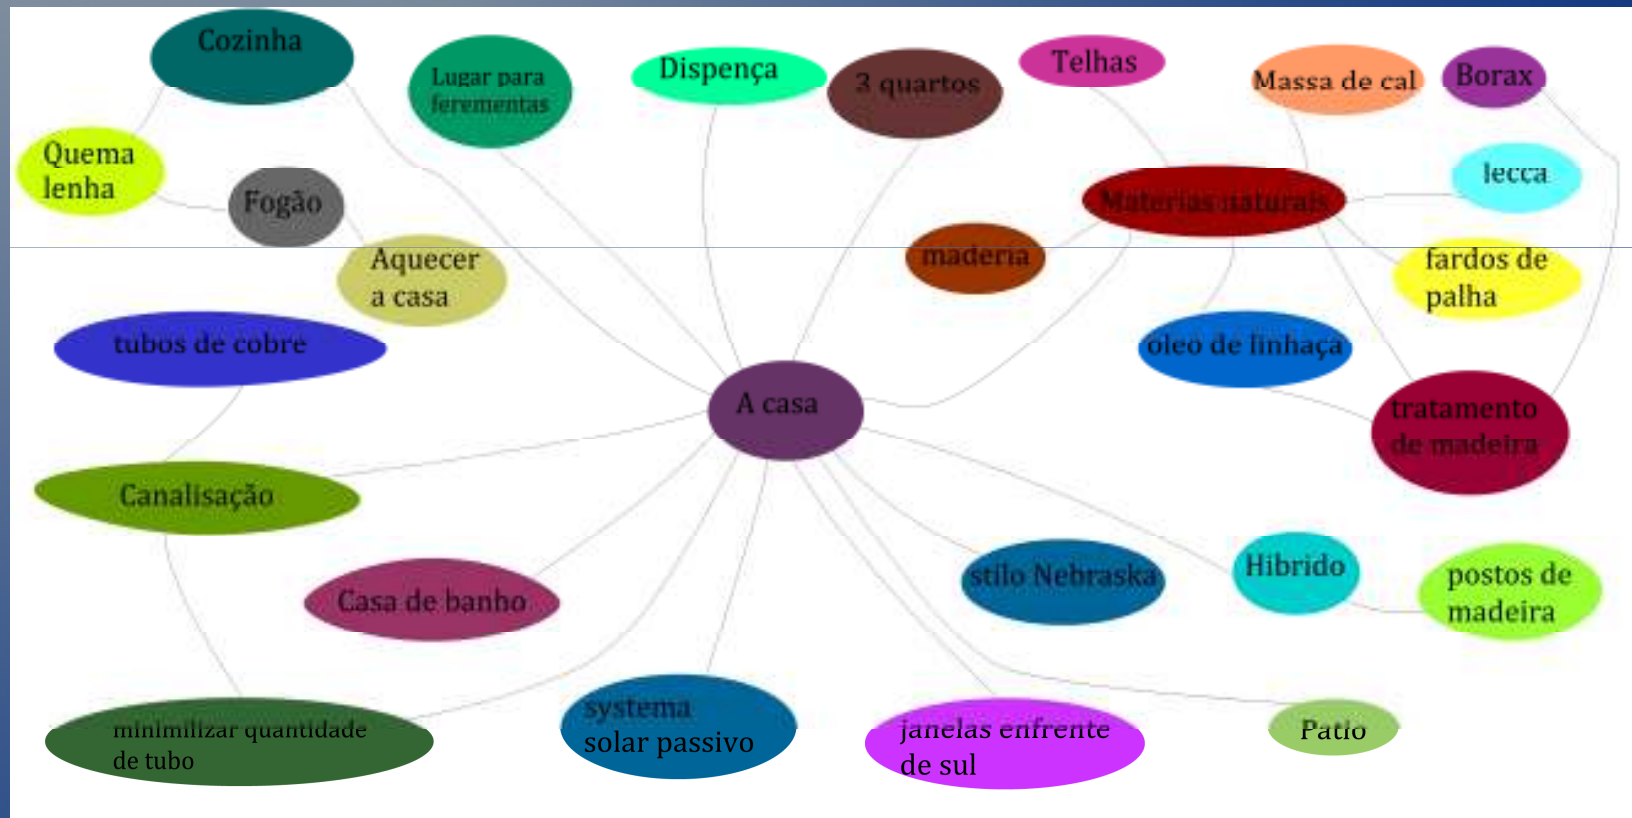 Cozinha
Lugar para
ferementas
Dispença
3 quartos
Telhas
Massa de cal
Borax
Quema
lenha
Fogão
Materias naturais
lecca
Aquecer
a casa
maderia
fardos de
palha
tubos de cobre
oleo de linhaça
A casa
tratamento
de madeira
Canalisação
Casa de banho
stilo Nebraska
Hibrido
postos de
madeira
minimilizar quantidade
de tubo
systema
solar passivo
janelas enfrente
de sul
Patio